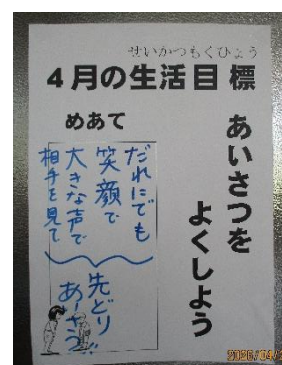 せいかつもくひょう
4月の生活目標
あいさつを
よくしよう
めあて
だれにでも
笑顔で
大きな声で
相手を見て
先どり
あいさつ!!